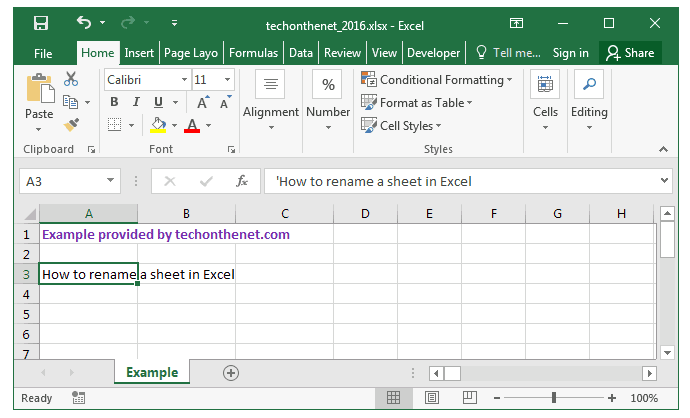 techonthenet_2016.xlsx - Excel
File Home Insert Page Layo Formulas Data Review View Developer Tell me... Sign in Share
Calibri 11
Conditional Formatting
B I U A A
Format as Table
Paste Alignment Number Cells Editing
A
Cell Styles
%
Clipboard Font Styles
A3 fx 'How to rename a sheet in Excel
A B C D E F G H
1 Example provided by techonthenet.com
2
3 How to rename a sheet in Excel
4
5
6
7
Example
Ready 100%